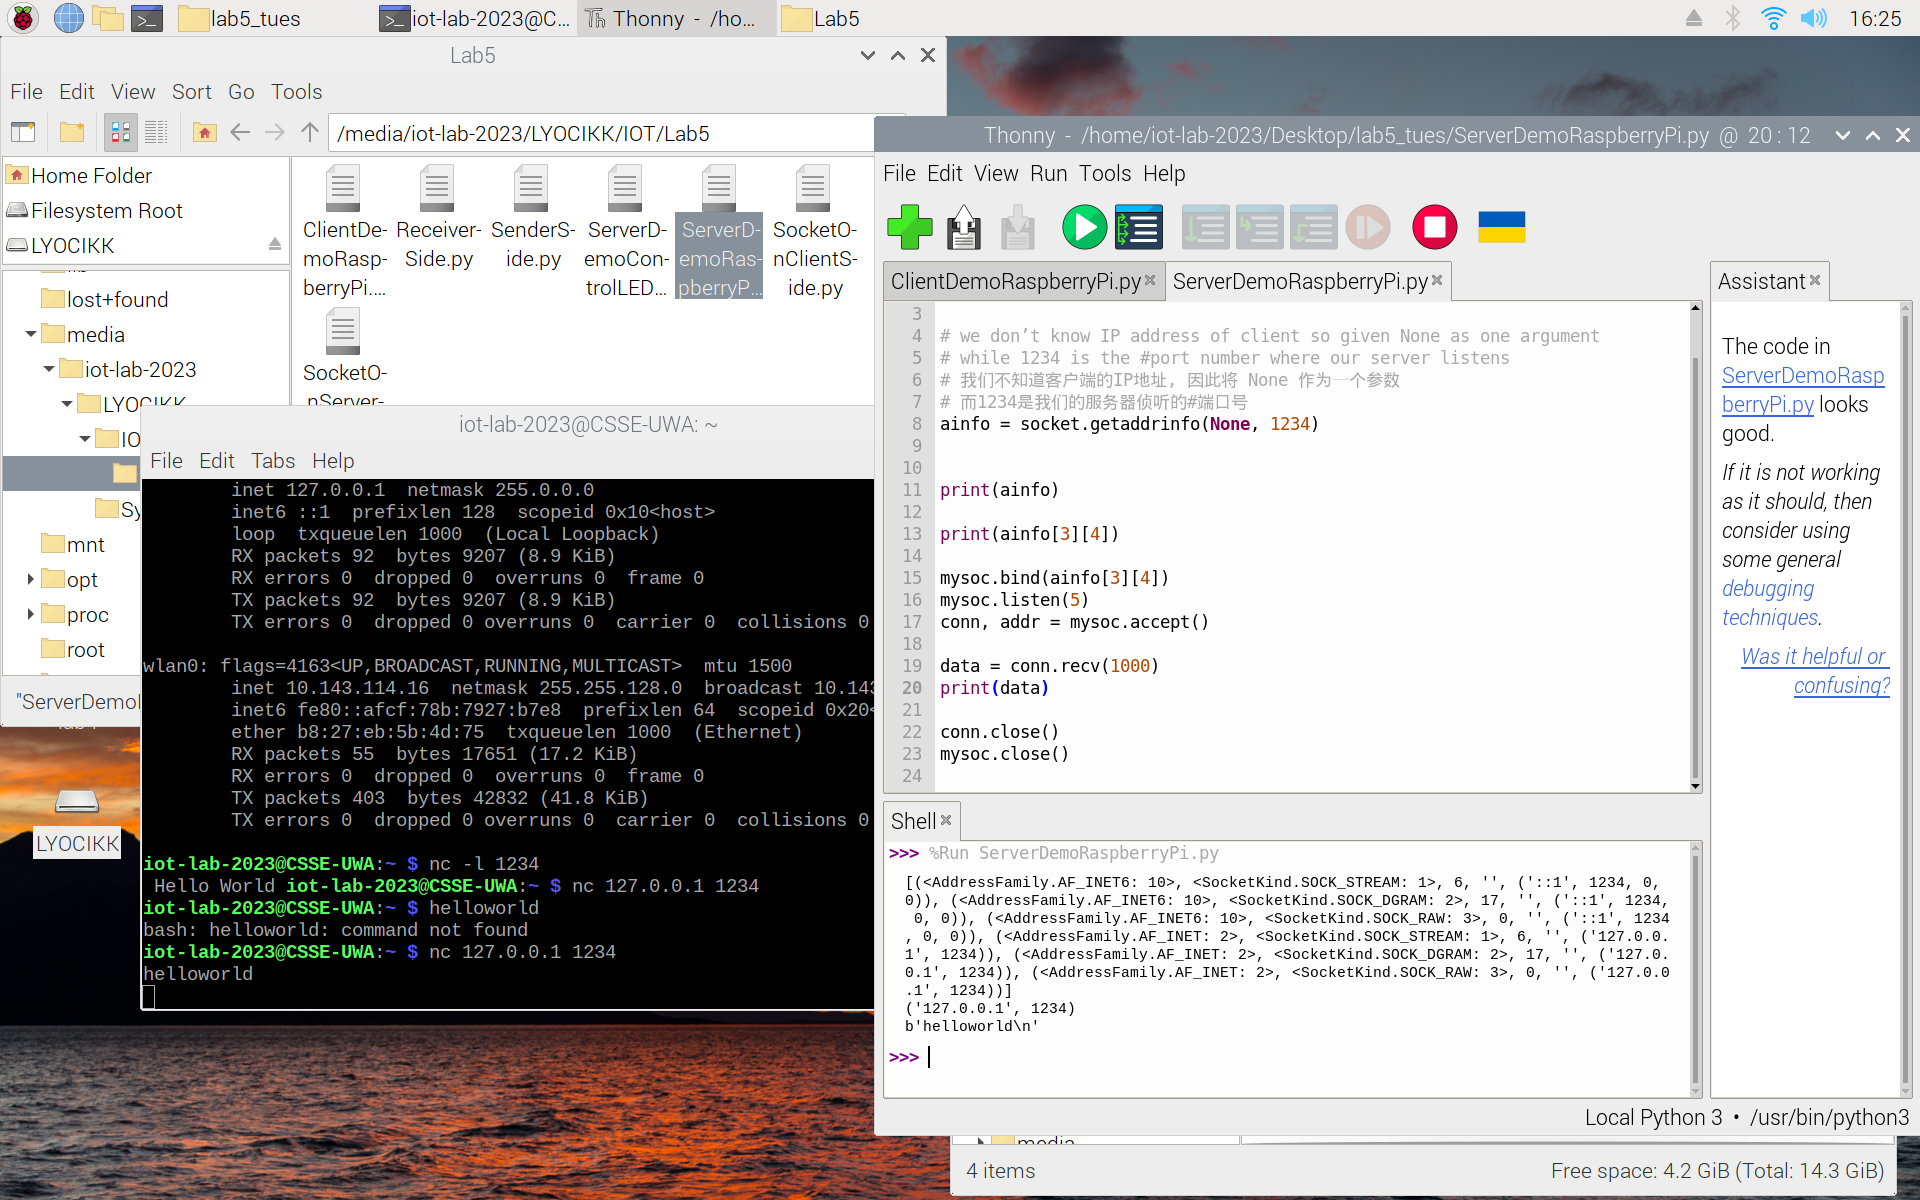 lab5_tues
iot-lab-2023@C...
Thonny - /ho...
Lab5
16:25
Lab5
File Edit View Sort Go Tools
/media/iot-lab-2023/LYOCIKK/IOT/Lab5
Home Folder
Filesystem Root
LYOCIKK
lost+found
media
iot-lab-2023
LYOCIKK
IO
Sy
mnt
opt
proc
root
"ServerDemoI
ClientDe-
moRasp-
berryPi....
Receiver-
Side.py
SenderS-
ide.py
ServerD-
emoCon-
trolLED...
ServerD-
emoRas-
pberryP...
SocketO-
nClientS-
ide.py
SocketO-
nServer-
LYOCIKK
iot-lab-2023@CSSE-UWA: ~
File Edit Tabs Help
inet 127.0.0.1  netmask 255.0.0.0
inet6 ::1  prefixlen 128  scopeid 0x10<host>
loop  txqueuelen 1000  (Local Loopback)
RX packets 92  bytes 9207 (8.9 KiB)
RX errors 0  dropped 0  overruns 0  frame 0
TX packets 92  bytes 9207 (8.9 KiB)
TX errors 0  dropped 0 overruns 0  carrier 0  collisions 0
wlan0: flags=4163<UP,BROADCAST,RUNNING,MULTICAST>  mtu 1500
inet 10.143.114.16  netmask 255.255.128.0  broadcast 10.143
inet6 fe80::afcf:78b:7927:b7e8  prefixlen 64  scopeid 0x20<
ether b8:27:eb:5b:4d:75  txqueuelen 1000  (Ethernet)
RX packets 55  bytes 17651 (17.2 KiB)
RX errors 0  dropped 0  overruns 0  frame 0
TX packets 403  bytes 42832 (41.8 KiB)
TX errors 0  dropped 0 overruns 0  carrier 0  collisions 0
iot-lab-2023@CSSE-UWA:~ $ nc -l 1234
Hello World iot-lab-2023@CSSE-UWA:~ $ nc 127.0.0.1 1234
iot-lab-2023@CSSE-UWA:~ $ helloworld
bash: helloworld: command not found
iot-lab-2023@CSSE-UWA:~ $ nc 127.0.0.1 1234
helloworld
Thonny - /home/iot-lab-2023/Desktop/lab5_tues/ServerDemoRaspberryPi.py @ 20 : 12
File Edit View Run Tools Help
ClientDemoRaspberryPi.py
ServerDemoRaspberryPi.py
3
4 # we don't know IP address of client so given None as one argument
5 # while 1234 is the #port number where our server listens
6 # 我们不知道客户端的IP地址, 因此将 None 作为一个参数
7 # 而1234是我们的服务器侦听的#端口号
8 ainfo = socket.getaddrinfo(None, 1234)
9
10
11 print(ainfo)
12
13 print(ainfo[3][4])
14
15 mysoc.bind(ainfo[3][4])
16 mysoc.listen(5)
17 conn, addr = mysoc.accept()
18
19 data = conn.recv(1000)
20 print(data)
21
22 conn.close()
23 mysoc.close()
24
Shell
>>> %Run ServerDemoRaspberryPi.py
[(<AddressFamily.AF_INET6: 10>, <SocketKind.SOCK_STREAM: 1>, 6, '', ('::1', 1234, 0,
0)), (<AddressFamily.AF_INET6: 10>, <SocketKind.SOCK_DGRAM: 2>, 17, '', ('::1', 1234,
0, 0)), (<AddressFamily.AF_INET6: 10>, <SocketKind.SOCK_RAW: 3>, 0, '', ('::1', 1234
, 0, 0)), (<AddressFamily.AF_INET: 2>, <SocketKind.SOCK_STREAM: 1>, 6, '', ('127.0.0.
1', 1234)), (<AddressFamily.AF_INET: 2>, <SocketKind.SOCK_DGRAM: 2>, 17, '', ('127.0.
0.1', 1234)), (<AddressFamily.AF_INET: 2>, <SocketKind.SOCK_RAW: 3>, 0, '', ('127.0.0
.1', 1234))]
('127.0.0.1', 1234)
b'helloworld\n'
>>>
Assistant
The code in
ServerDemoRasp
berryPi.py looks
good.
If it is not working
as it should, then
consider using
some general
debugging
techniques.
Was it helpful or
confusing?
Local Python 3 • /usr/bin/python3
media
4 items
Free space: 4.2 GiB (Total: 14.3 GiB)